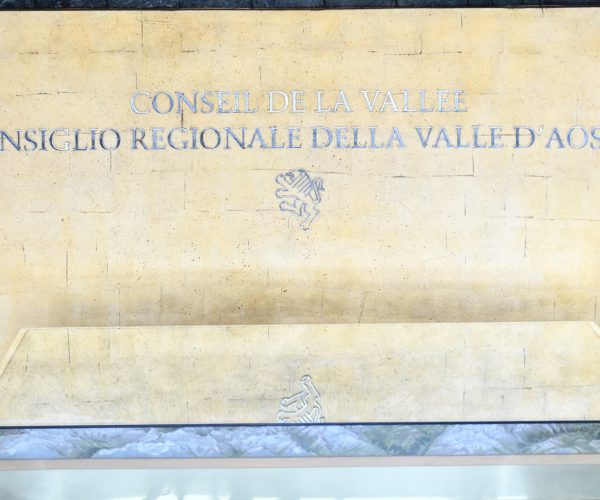 CONSEIL DE LA VALLEE
NSIGLIO REGIONALE DELLA VALLE D'AOS